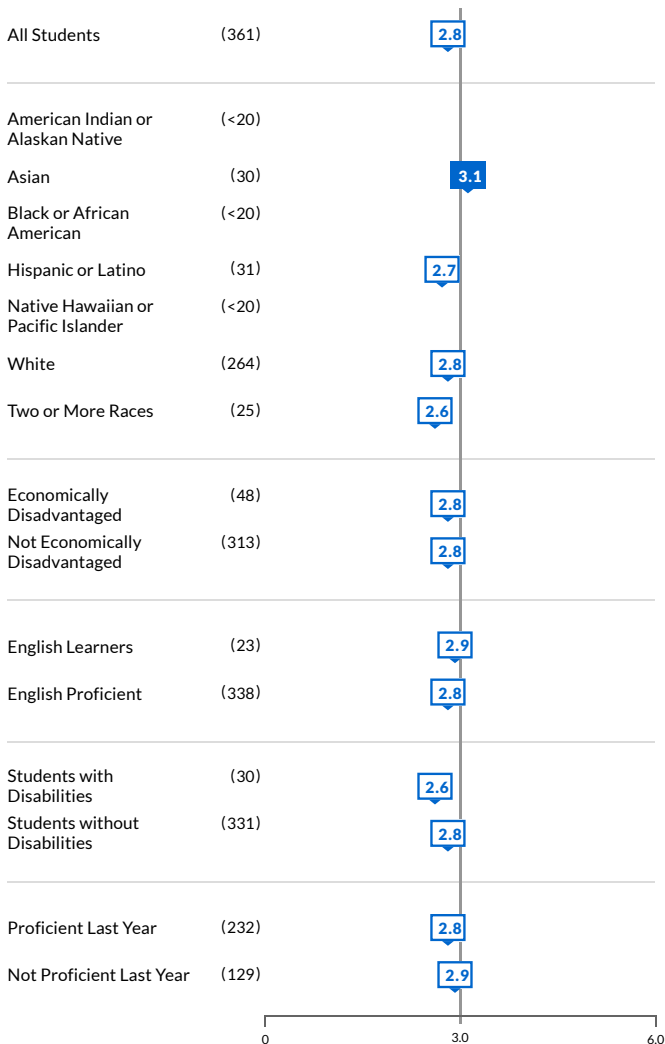 All Students (361) 2.8
American Indian or (<20)
Alaskan Native
Asian (30) 3.1
Black or African (<20)
American
Hispanic or Latino (31) 2.7
Native Hawaiian or (<20)
Pacific Islander
White (264) 2.8
Two or More Races (25) 2.6
Economically (48) 2.8
Disadvantaged
Not Economically (313) 2.8
Disadvantaged
English Learners (23) 2.9
English Proficient (338) 2.8
Students with (30) 2.6
Disabilities
Students without (331) 2.8
Disabilities
Proficient Last Year (232) 2.8
Not Proficient Last Year (129) 2.9
0 3.0 6.0